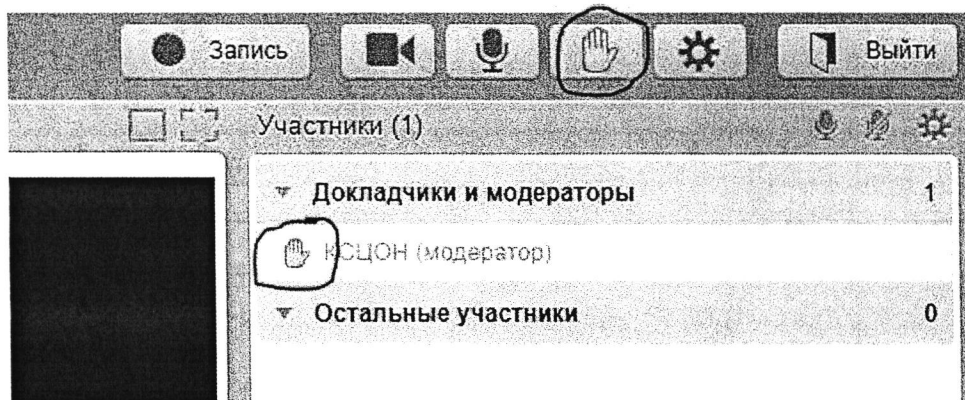 Запись
Выйти
Участники (1)
Докладчики и модераторы 1
КСЦОН (модератор)
Остальные участники 0